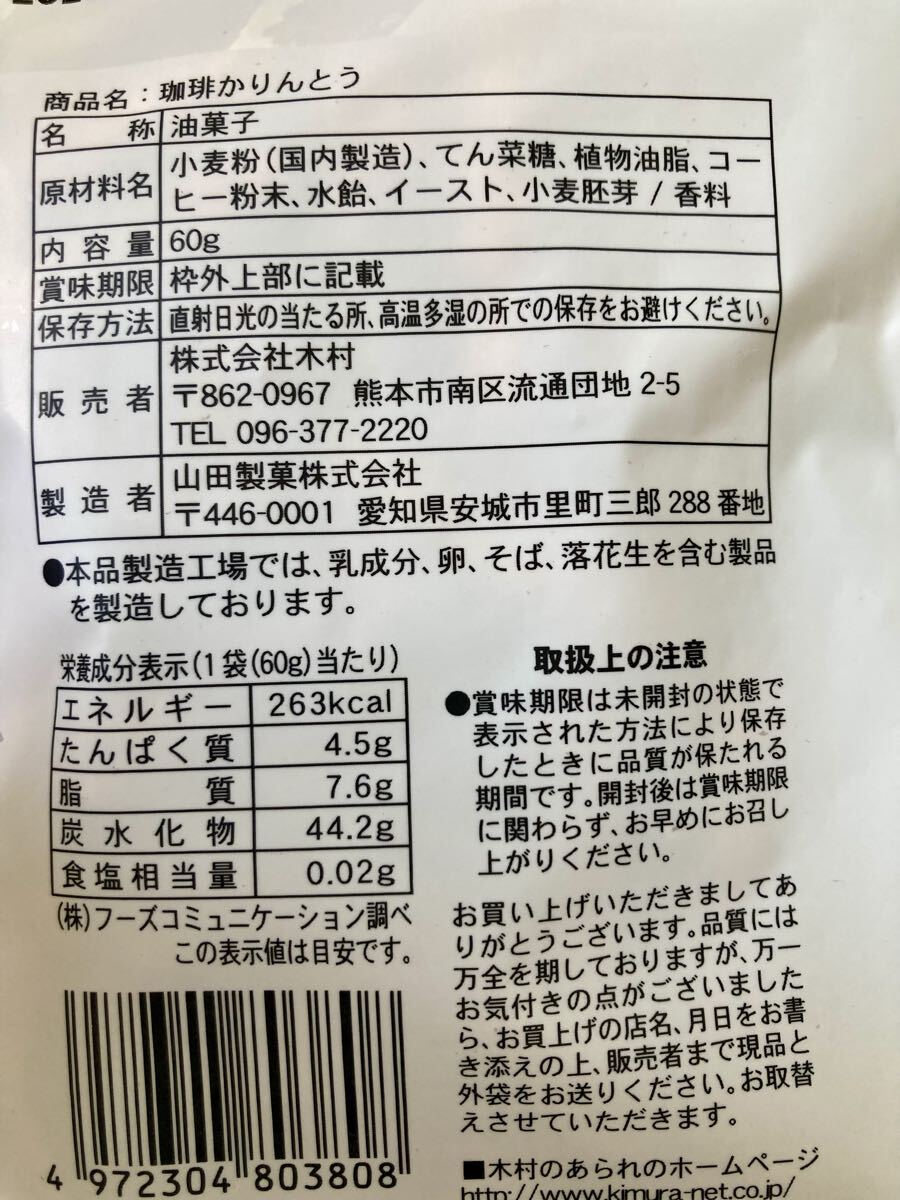 商品名：珈琲かりんとう
名称 油菓子
原材料名 小麦粉(国内製造)、てん菜糖、植物油脂、コー
ヒー粉末、水飴、イースト、小麦胚芽 / 香料
内容量 60g
賞味期限 枠外上部に記載
保存方法 直射日光の当たる所、高温多湿の所での保存をお避けください。
販売者 株式会社木村
〒862-0967 熊本市南区流通団地 2-5
TEL 096-377-2220
製造者 山田製菓株式会社
〒446-0001 愛知県安城市里町三郎 288 番地
●本品製造工場では、乳成分、卵、そば、落花生を含む製品
を製造しております。
栄養成分表示(1袋(60g)当たり)
エネルギー 263kcal
たんぱく質 4.5g
脂質 7.6g
炭水化物 44.2g
食塩相当量 0.02g
(株)フーズコミュニケーション調べ
この表示値は目安です。
4 972304 803808
取扱上の注意
●賞味期限は未開封の状態で
表示された方法により保存
したときに品質が保たれる
期間です。開封後は賞味期限
に関わらず、お早めにお召し
上がりください。
お買い上げいただきましてあ
りがとうございます。品質には
万全を期しておりますが、万一
お気付きの点がございました
ら、お買上げの店名、月日をお書
き添えの上、販売者まで現品と
外袋をお送りください。お取替
えさせていただきます。
■木村のあられのホームページ
http://www.kimura-net.co.jp/